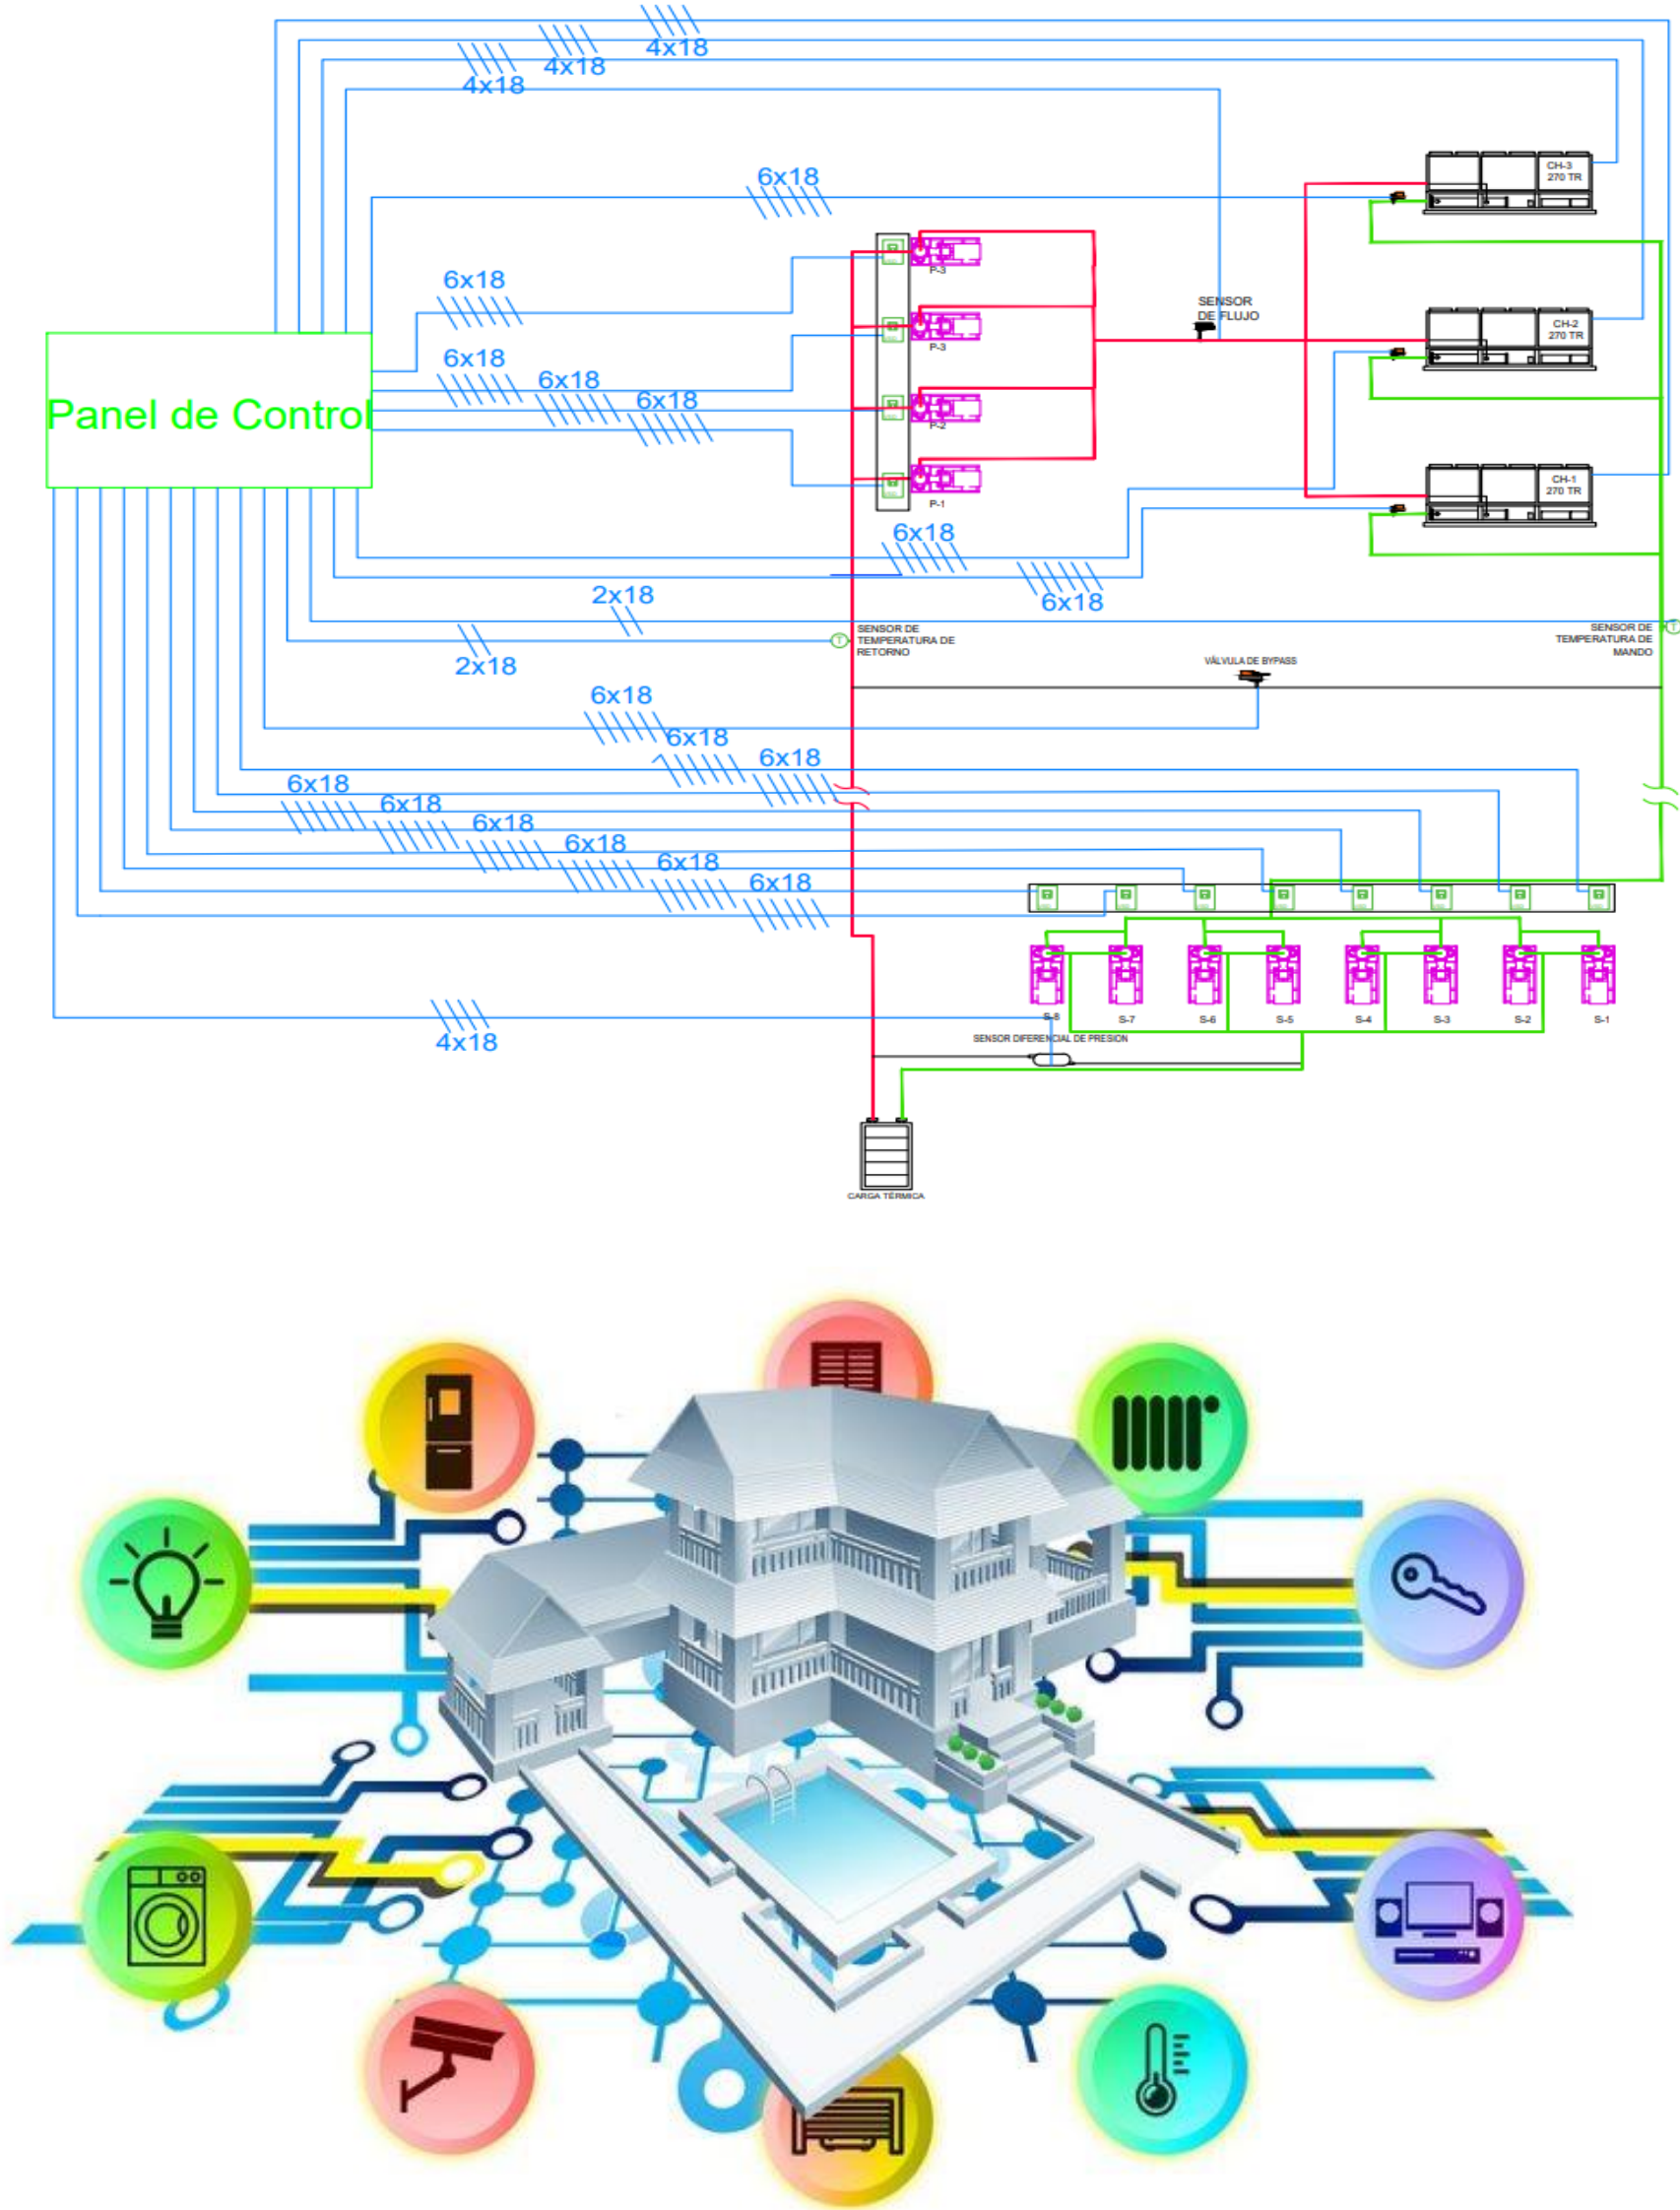 4x18
4x18
4x18
6x18
CH-3
270 TR
6x18
P-3
SENSOR
DE FLUJO
CH-2
270 TR
P-3
6x18
6x18
6x18
Panel de Control
P-2
CH-1
270 TR
P-1
6x18
2x18
6x18
SENSOR DE
TEMPERATURA DE
RETORNO
SENSOR DE
TEMPERATURA DE
MANDO
2x18
VÁLVULA DE BYPASS
6x18
6x18
6x18
6x18
6x18
6x18
6x18
6x18
6x18
S-8
S-7
S-6
S-5
S-4
S-3
S-2
S-1
4x18
SENSOR DIFERENCIAL DE PRESION
CARGA TÉRMICA